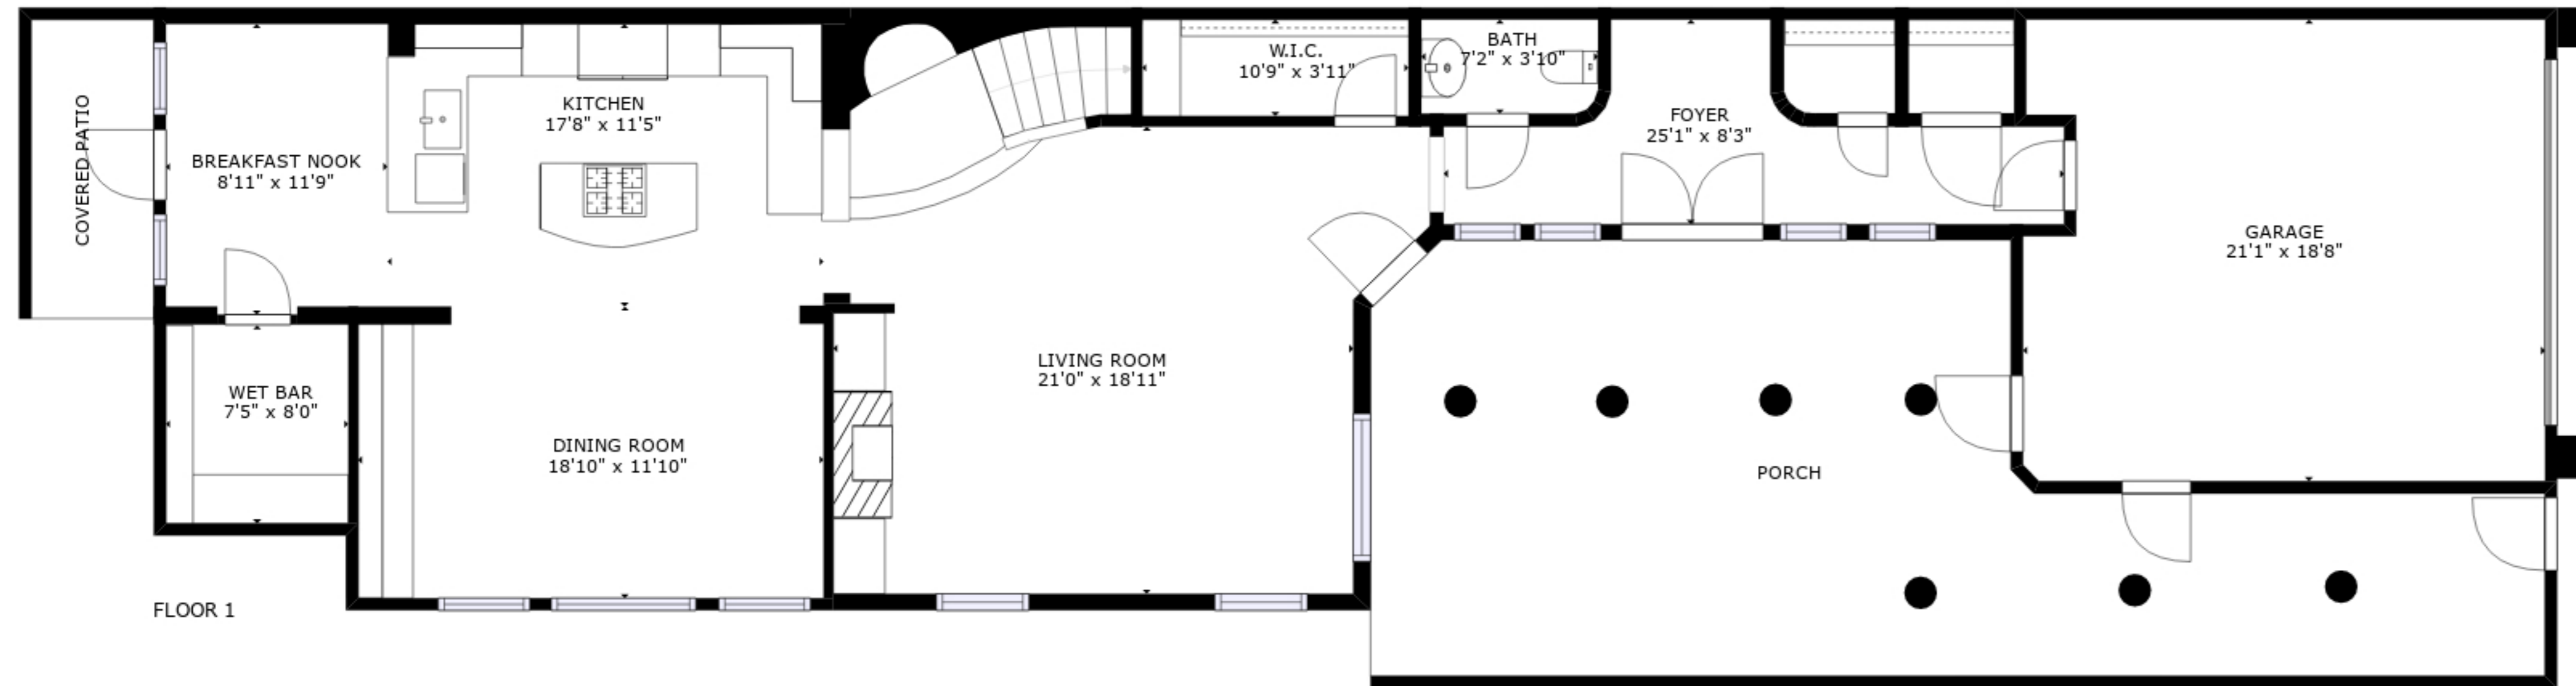 COVERED PATIO
BREAKFAST NOOK
8'11" x 11'9"
KITCHEN
17'8" x 11'5"
W.I.C.
10'9" x 3'11"
BATH
7'2" x 3'10"
FOYER
25'1" x 8'3"
GARAGE
21'1" x 18'8"
WET BAR
7'5" x 8'0"
DINING ROOM
18'10" x 11'10"
LIVING ROOM
21'0" x 18'11"
PORCH
FLOOR 1